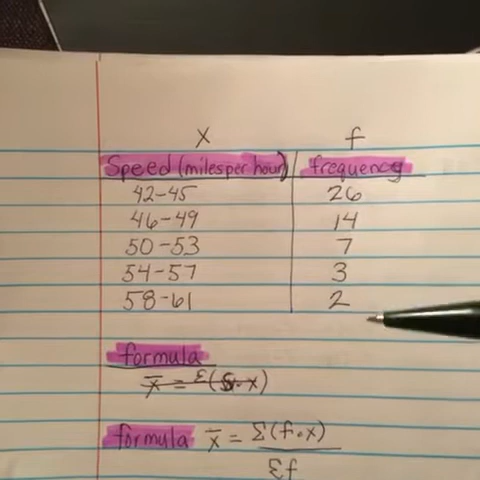 x f
Speed (miles per hour) frequency
42-45 26
46-49 14
50-53 7
54-57 3
58-61 2
formula
x̄ = Σ( · x)
formula x̄ = Σ(f · x)
Σf